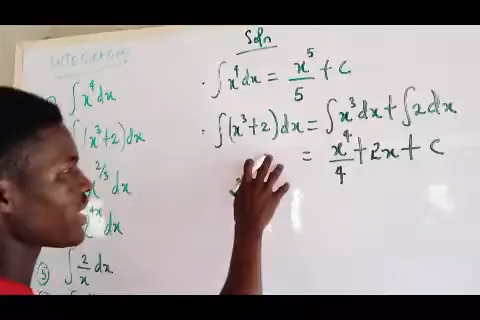 INTEGRATION
∫x⁴dx
∫(x³+2)dx
x^2/3 dx
dx
⑤ ∫2/x dx
Soln
. ∫x⁴dx = x⁵/5 + c
. ∫(x³+2)dx = ∫x³dx + ∫2dx
= x⁴/4 + 2x + c